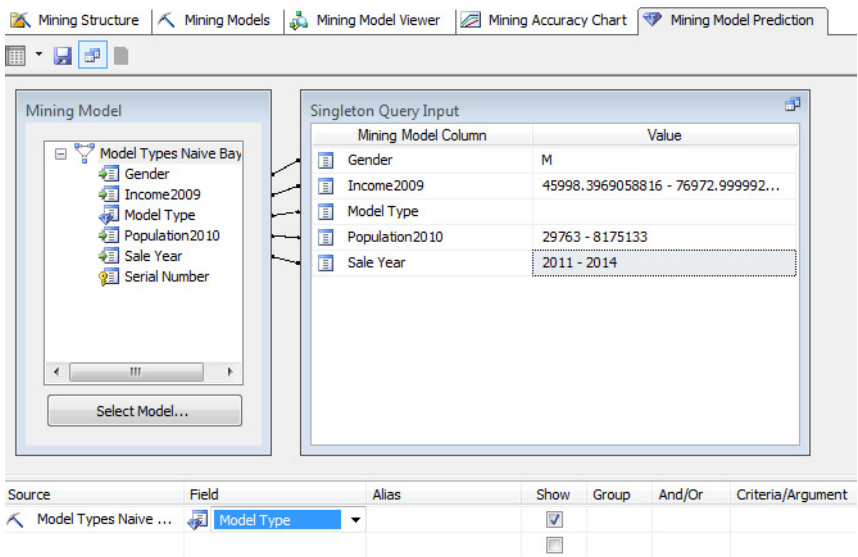 Mining Structure Mining Models Mining Model Viewer Mining Accuracy Chart Mining Model Prediction
Mining Model
Model Types Naive Bay
Gender
Income2009
Model Type
Population2010
Sale Year
Serial Number
Select Model...
Singleton Query Input
Mining Model Column Value
Gender M
Income2009 45998.3969058816 - 76972.999992...
Model Type
Population2010 29763 - 8175133
Sale Year 2011 - 2014
Source Field Alias Show Group And/Or Criteria/Argument
Model Types Naive ... Model Type